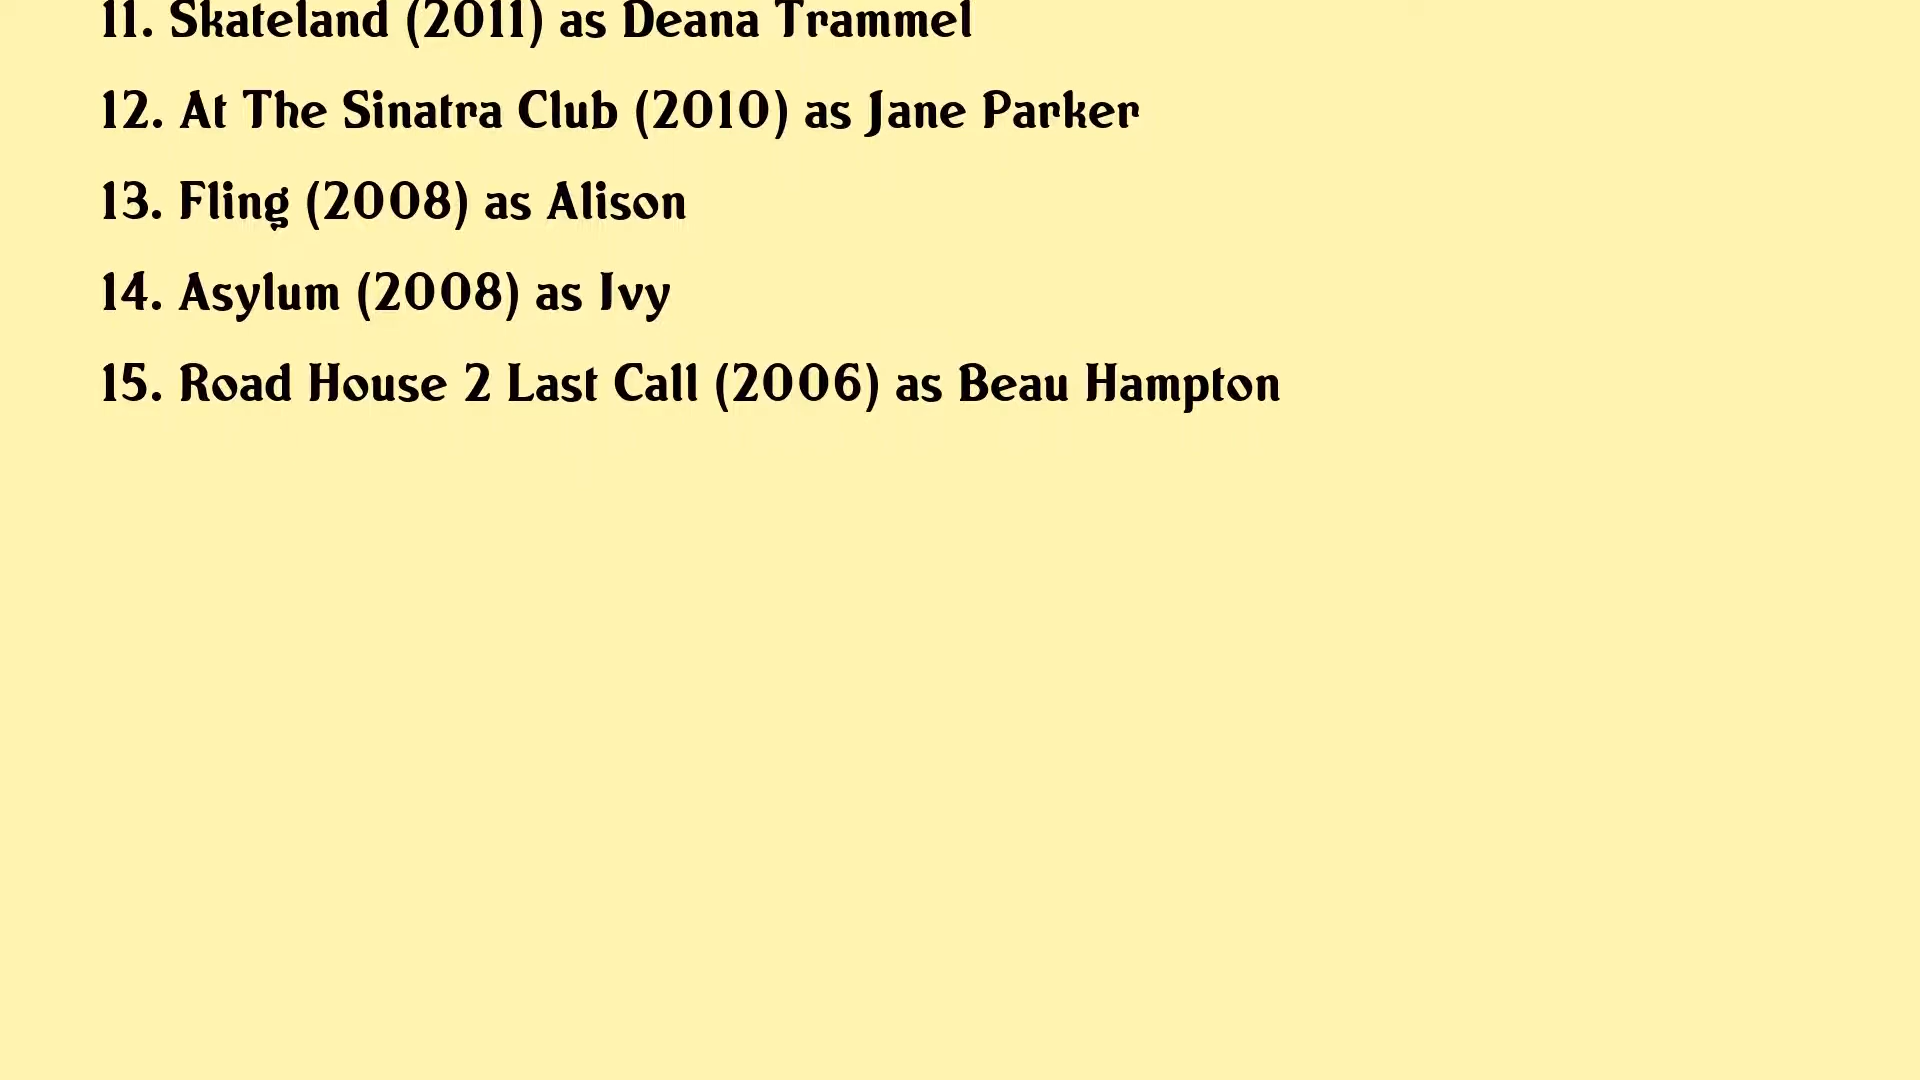 11. Skateland (2011) as Deana Trammel
12. At The Sinatra Club (2010) as Jane Parker
13. Fling (2008) as Alison
14. Asylum (2008) as Ivy
15. Road House 2 Last Call (2006) as Beau Hampton